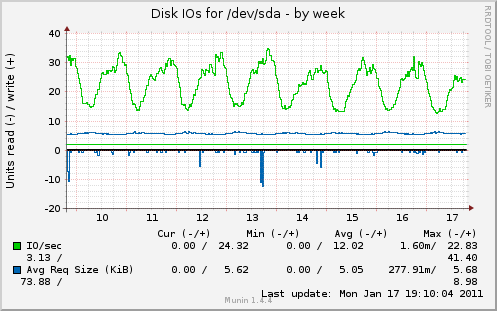 Disk IOs for /dev/sda - by week
RRDTOOL / TOBI OETIKER
Units read (-) / write (+)
40
30
20
10
0
-10
-20
-30
10 11 12 13 14 15 16 17
Cur (-/+) Min (-/+) Avg (-/+) Max (-/+)
IO/sec 0.00 / 24.32 0.00 / 12.02 1.60m/ 22.83
3.13 / 41.40
Avg Req Size (KiB) 0.00 / 5.62 0.00 / 5.05 277.91m/ 5.68
73.88 / 8.98
Last update: Mon Jan 17 19:10:04 2011
Munin 1.4.4